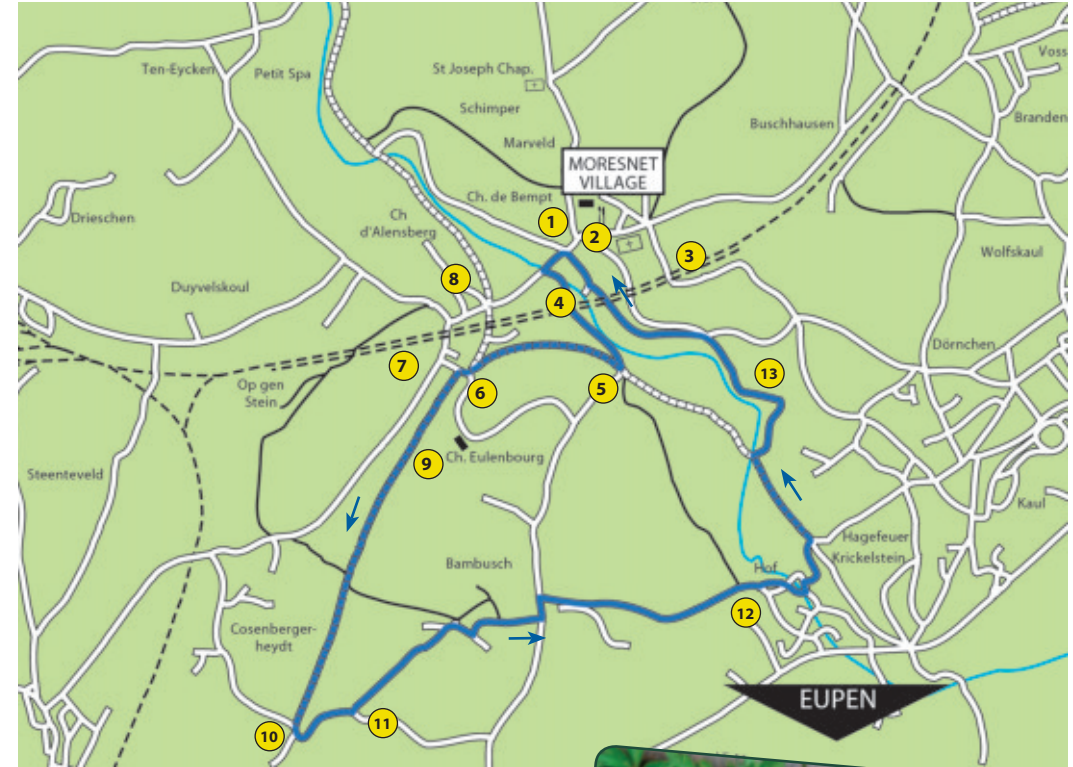 Ten-Eycken
Petit Spa
St Joseph Chap.
Voss
Schimper
Buschhausen
Branden
Marveld
MORESNET
VILLAGE
Ch. de Bempt
Drieschen
Ch
d'Alensberg
1
2
3
Wolfskaul
8
Duyvelskoul
4
Dörnchen
7
Op gen
Stein
6
5
13
9
Ch. Eulenbourg
Steenteveld
Kaul
Hagefeuer
Krickelstein
Bambusch
Hof
12
Cosenberger-
heydt
EUPEN
11
10